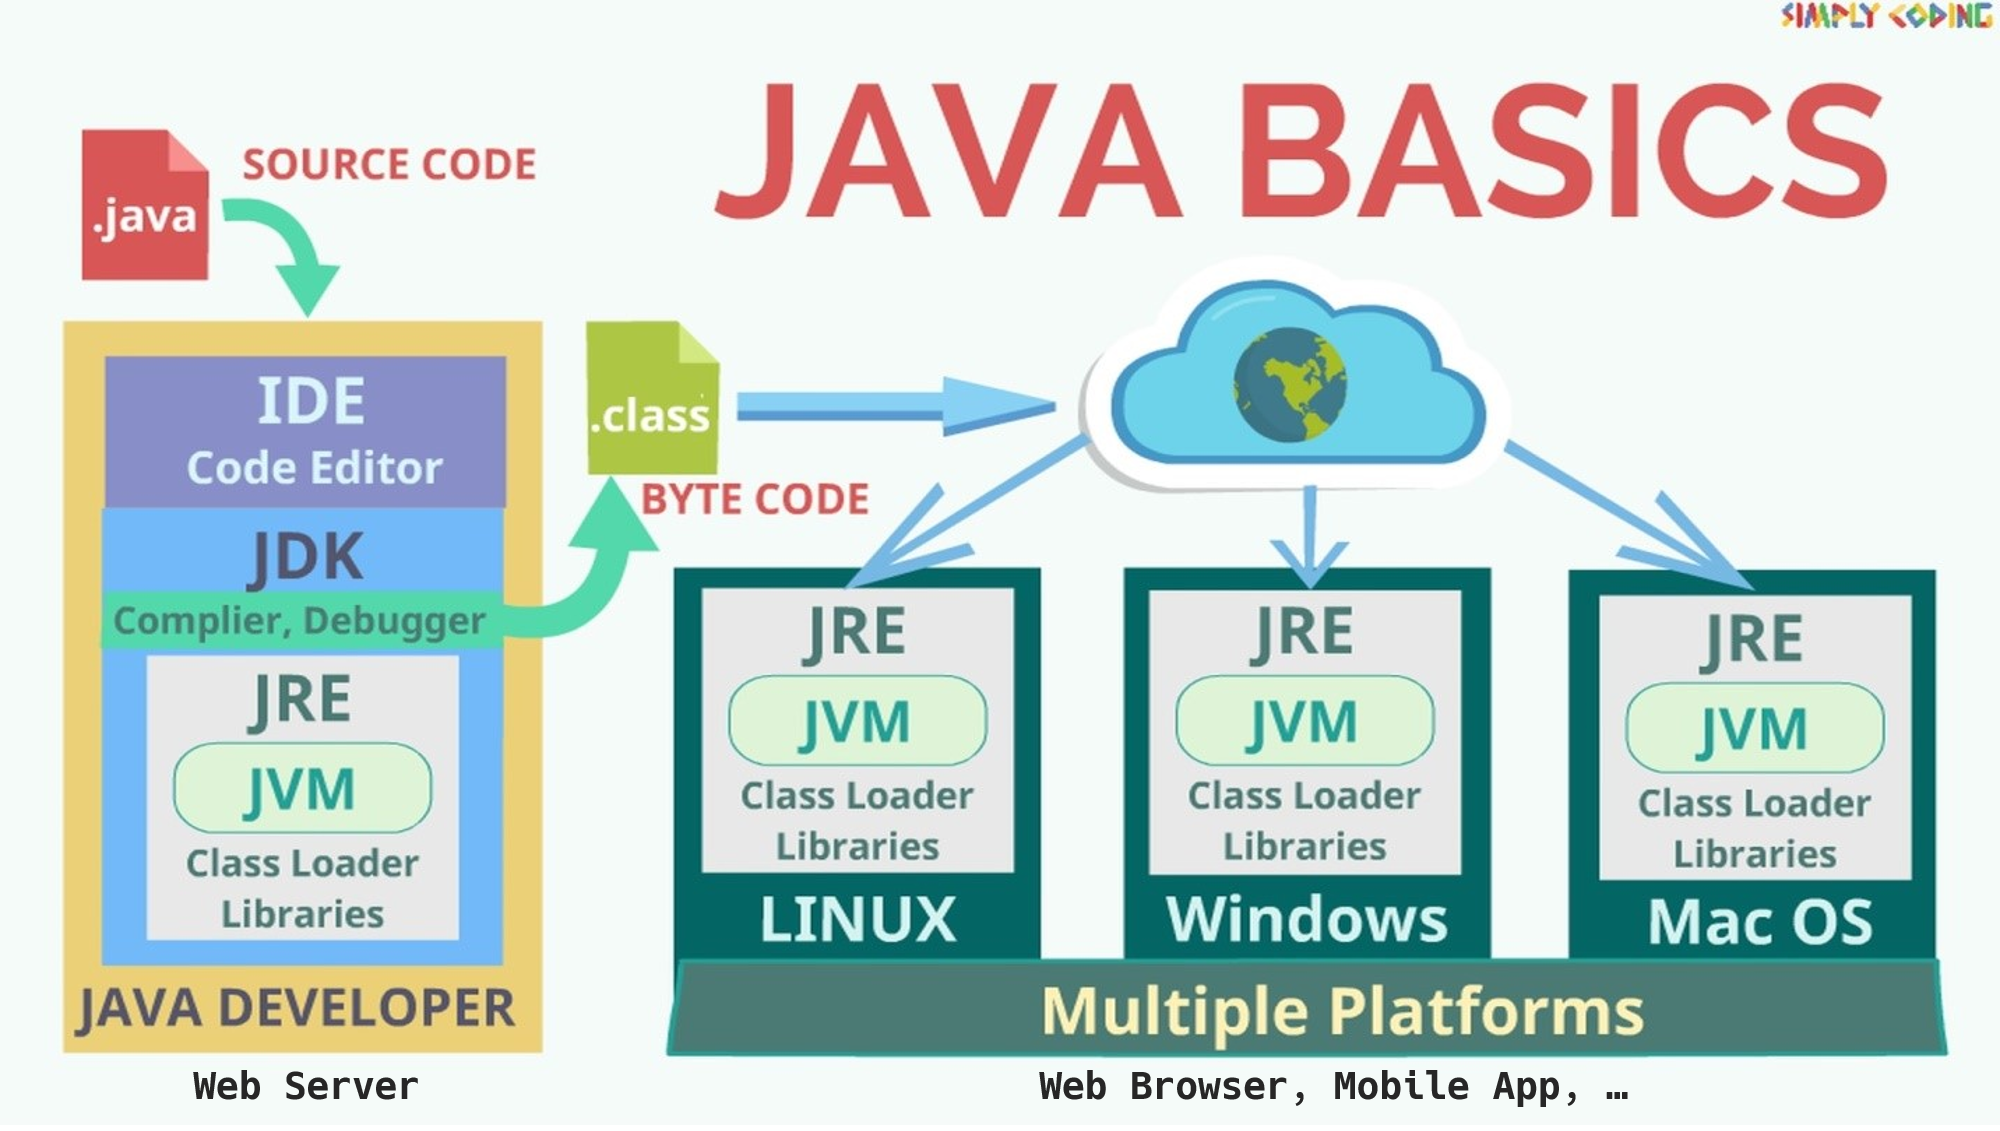 SIMPLY CODING
JAVA BASICS
SOURCE CODE
.java
IDE
Code Editor
JDK
Complier, Debugger
JRE
JVM
Class Loader
Libraries
JAVA DEVELOPER
Web Server
.class
BYTE CODE
JRE
JVM
Class Loader
Libraries
LINUX
JRE
JVM
Class Loader
Libraries
Windows
JRE
JVM
Class Loader
Libraries
Mac OS
Multiple Platforms
Web Browser, Mobile App, …